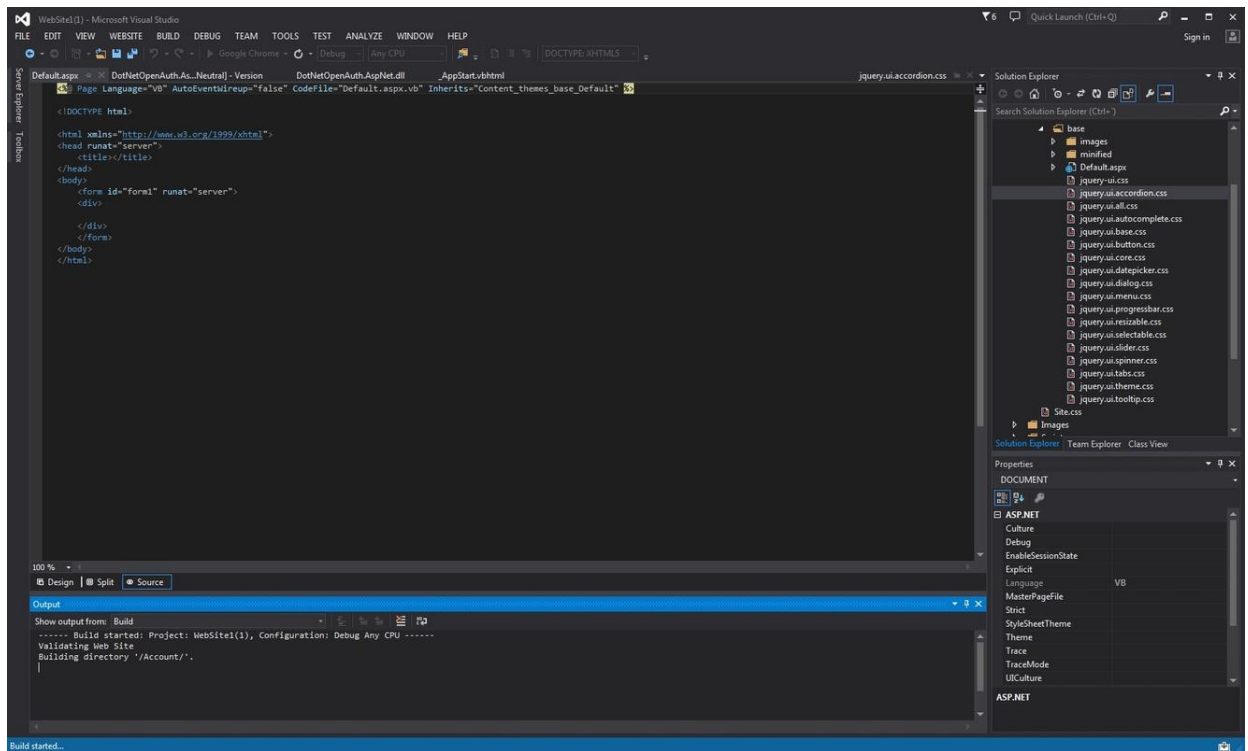 WebSite1(1) - Microsoft Visual Studio
6
Quick Launch (Ctrl+Q)
FILE EDIT VIEW WEBSITE BUILD DEBUG TEAM TOOLS TEST ANALYZE WINDOW HELP
Sign in
Google Chrome Debug Any CPU DOCTYPE: XHTML5
Server Explorer
Toolbox
Default.aspx DotNetOpenAuth.As...Neutral] - Version DotNetOpenAuth.AspNet.dll _AppStart.vbhtml jquery.ui.accordion.css
<%@ Page Language="VB" AutoEventWireup="false" CodeFile="Default.aspx.vb" Inherits="Content_themes_base_Default" %>
<!DOCTYPE html>
<html xmlns="http://www.w3.org/1999/xhtml">
<head runat="server">
<title></title>
</head>
<body>
<form id="form1" runat="server">
<div>
</div>
</form>
</body>
</html>
100 %
Design Split Source
Output
Show output from: Build
------ Build started: Project: WebSite1(1), Configuration: Debug Any CPU ------
Validating Web Site
Building directory '/Account/'.
Solution Explorer
Search Solution Explorer (Ctrl+¨)
base
images
minified
Default.aspx
jquery-ui.css
jquery.ui.accordion.css
jquery.ui.all.css
jquery.ui.autocomplete.css
jquery.ui.base.css
jquery.ui.button.css
jquery.ui.core.css
jquery.ui.datepicker.css
jquery.ui.dialog.css
jquery.ui.menu.css
jquery.ui.progressbar.css
jquery.ui.resizable.css
jquery.ui.selectable.css
jquery.ui.slider.css
jquery.ui.spinner.css
jquery.ui.tabs.css
jquery.ui.theme.css
jquery.ui.tooltip.css
Site.css
Images
Solution Explorer Team Explorer Class View
Properties
DOCUMENT
ASP.NET
Culture
Debug
EnableSessionState
Explicit
Language VB
MasterPageFile
Strict
StyleSheetTheme
Theme
Trace
TraceMode
UICulture
ASP.NET
Build started...